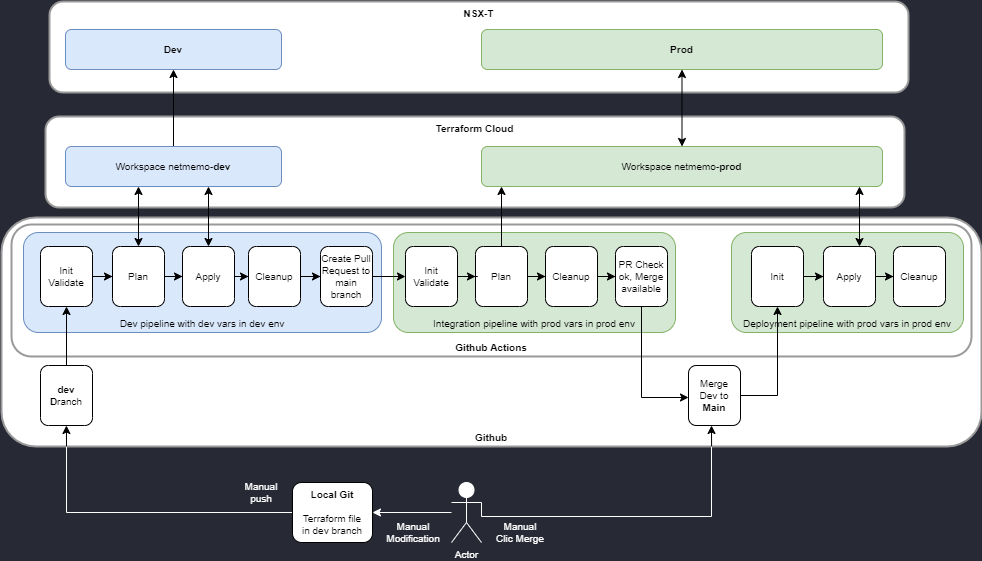 NSX-T
Dev
Prod
Terraform Cloud
Workspace netmemo-dev
Workspace netmemo-prod
Init
Validate
Plan
Apply
Cleanup
Create Pull
Request to
main
branch
Init
Validate
Plan
Cleanup
PR Check
ok, Merge
available
Init
Apply
Cleanup
Dev pipeline with dev vars in dev env
Integration pipeline with prod vars in prod env
Deployment pipeline with prod vars in prod env
Github Actions
dev
Dranch
Merge
Dev to
Main
Github
Manual
push
Local Git
Terraform file
in dev branch
Manual
Modification
Manual
Clic Merge
Actor